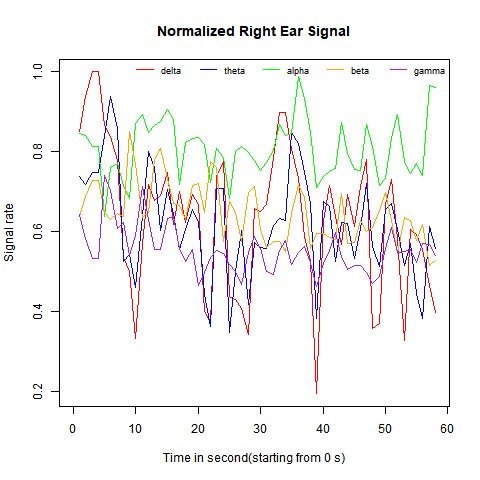 Normalized Right Ear Signal
delta theta alpha beta gamma
1.0
0.8
0.6
0.4
0.2
Signal rate
0 10 20 30 40 50 60
Time in second(starting from 0 s)